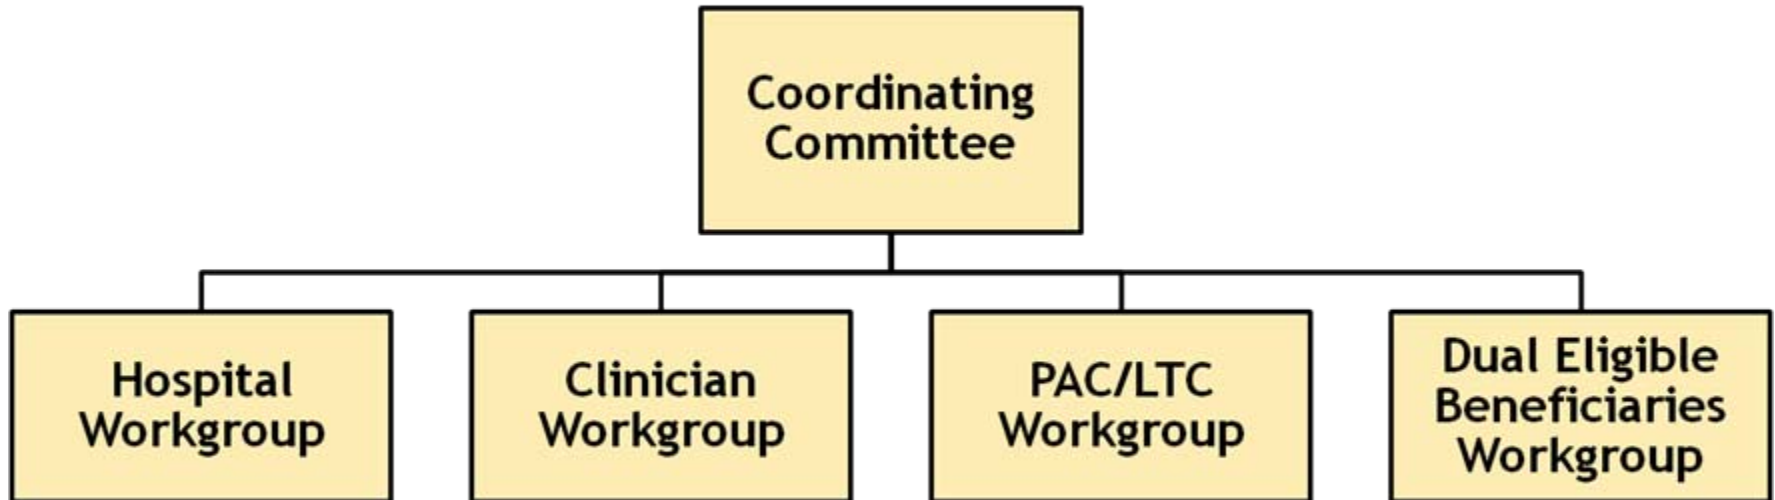 Coordinating
Committee
Hospital
Workgroup
Clinician
Workgroup
PAC/LTC
Workgroup
Dual Eligible
Beneficiaries
Workgroup